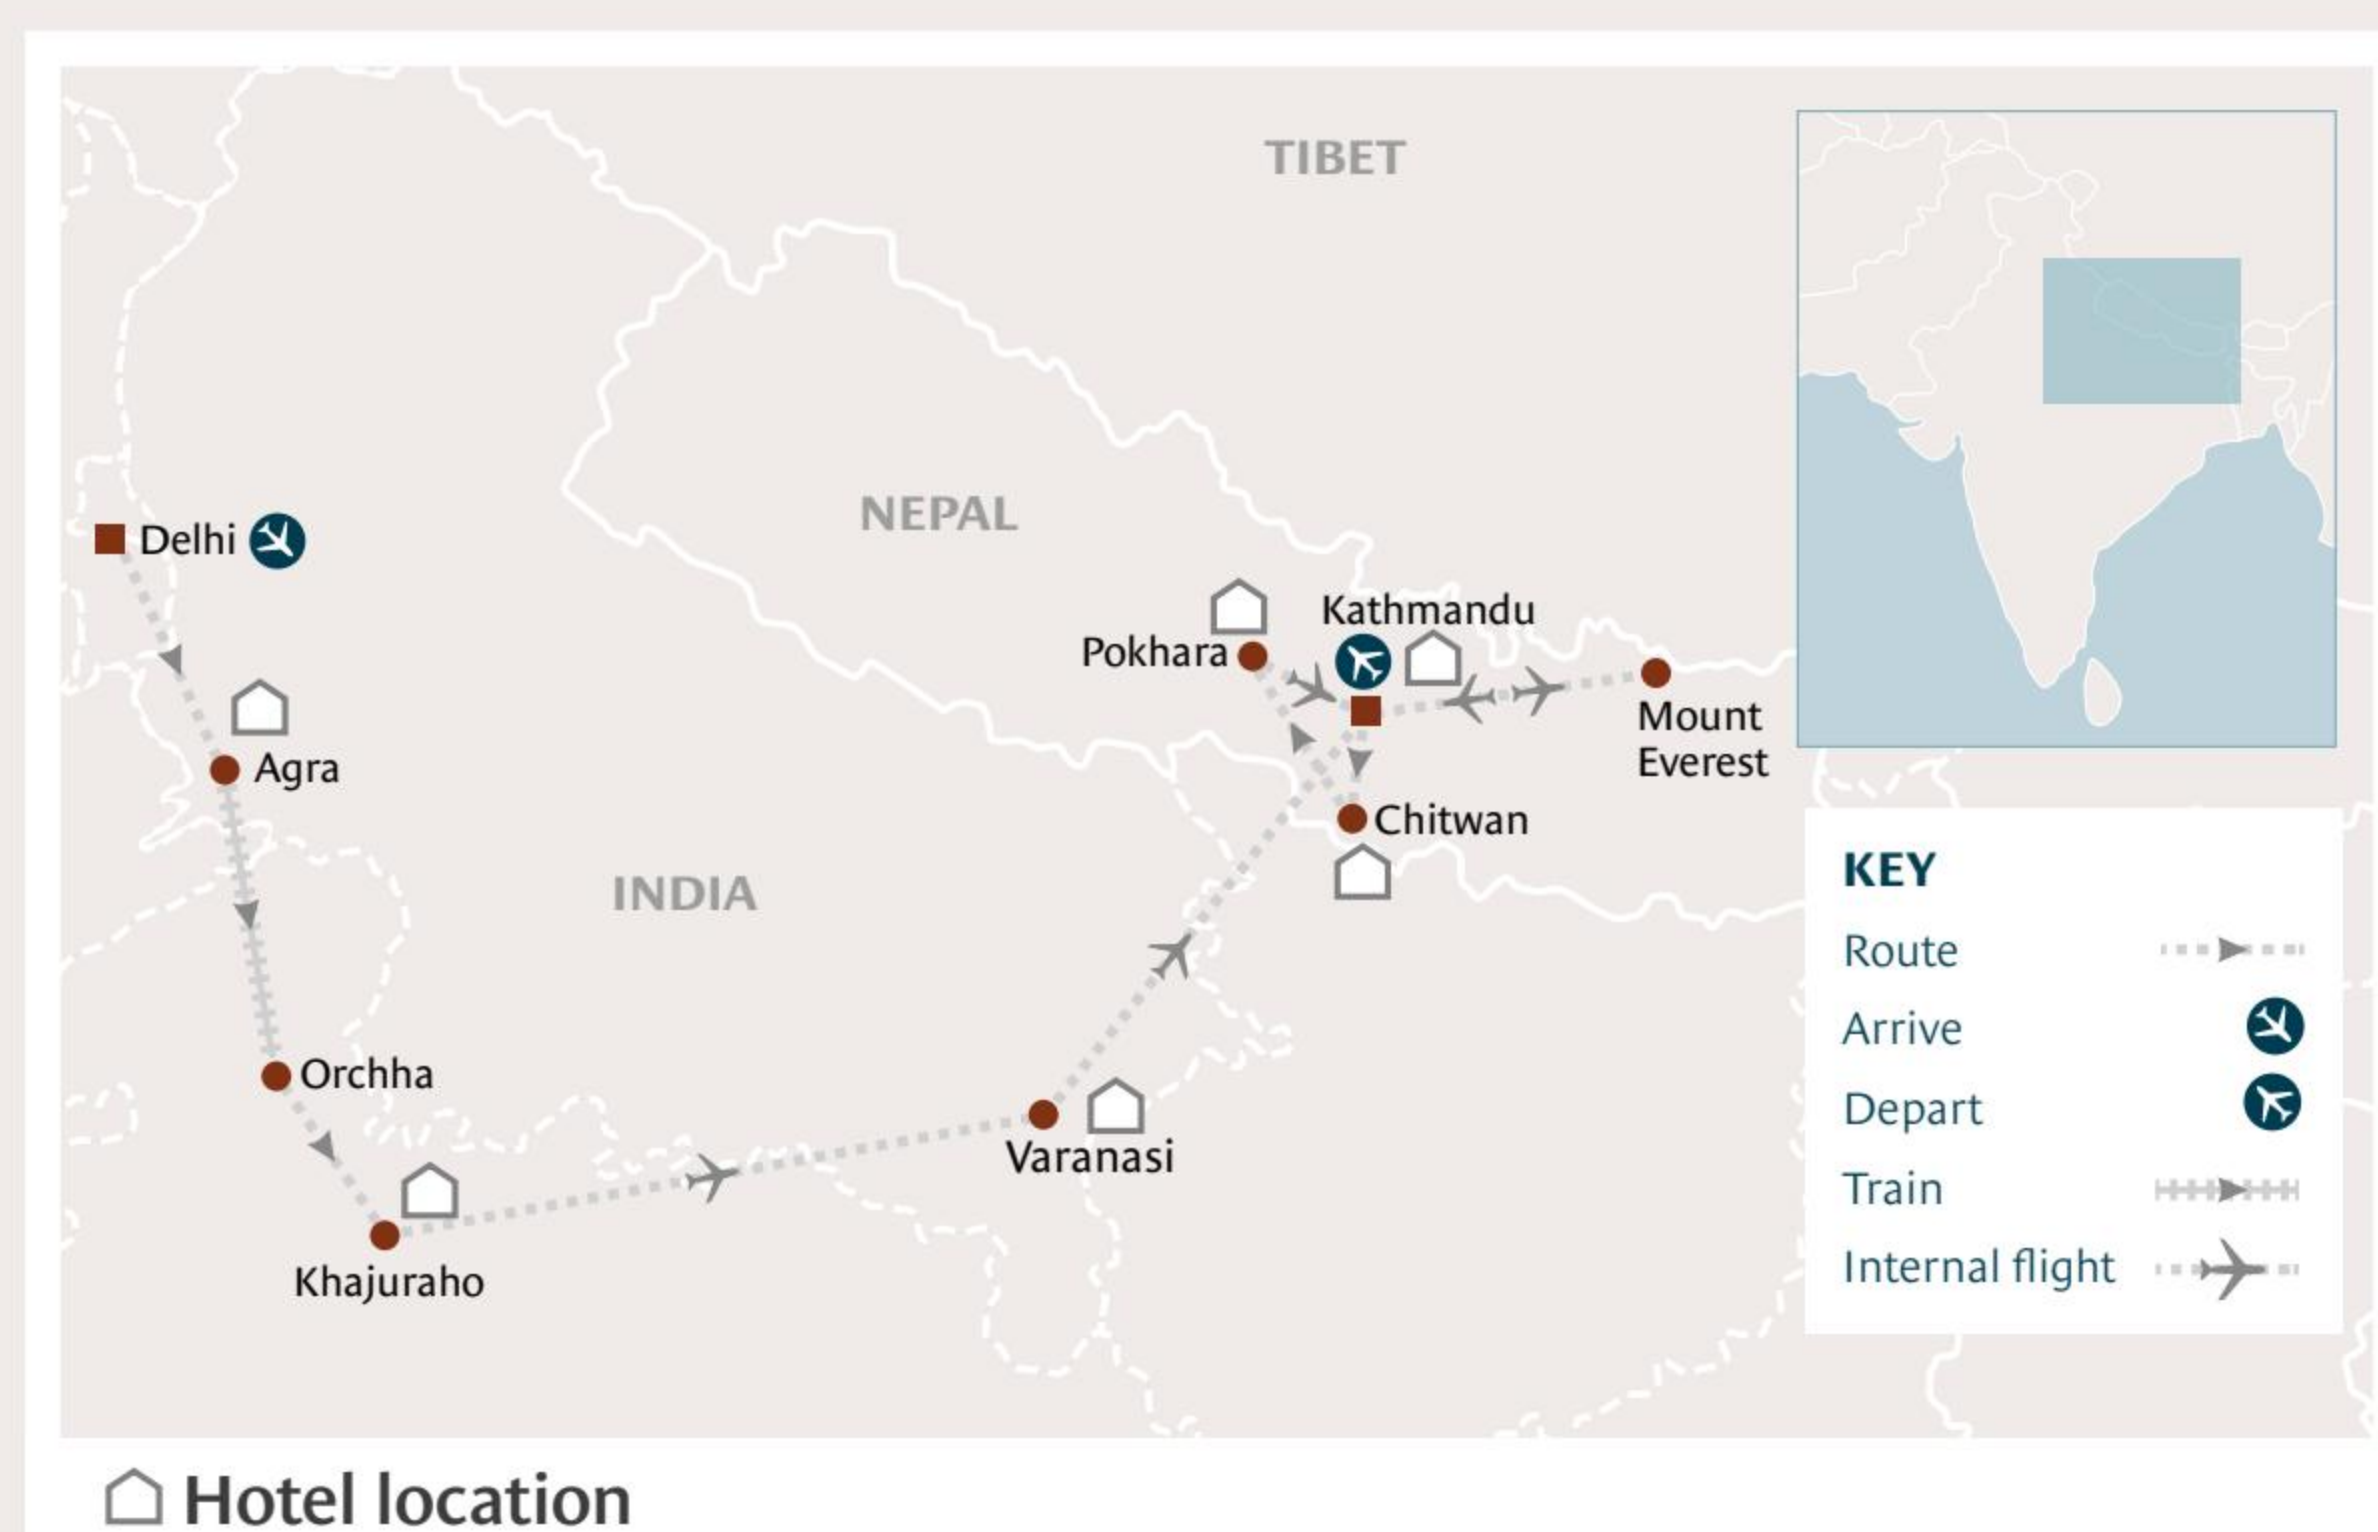 TIBET
NEPAL
Delhi
Kathmandu
Pokhara
Mount
Everest
Agra
Chitwan
INDIA
Orchha
Varanasi
Khajuraho
KEY
Route
Arrive
Depart
Train
Internal flight
Hotel location